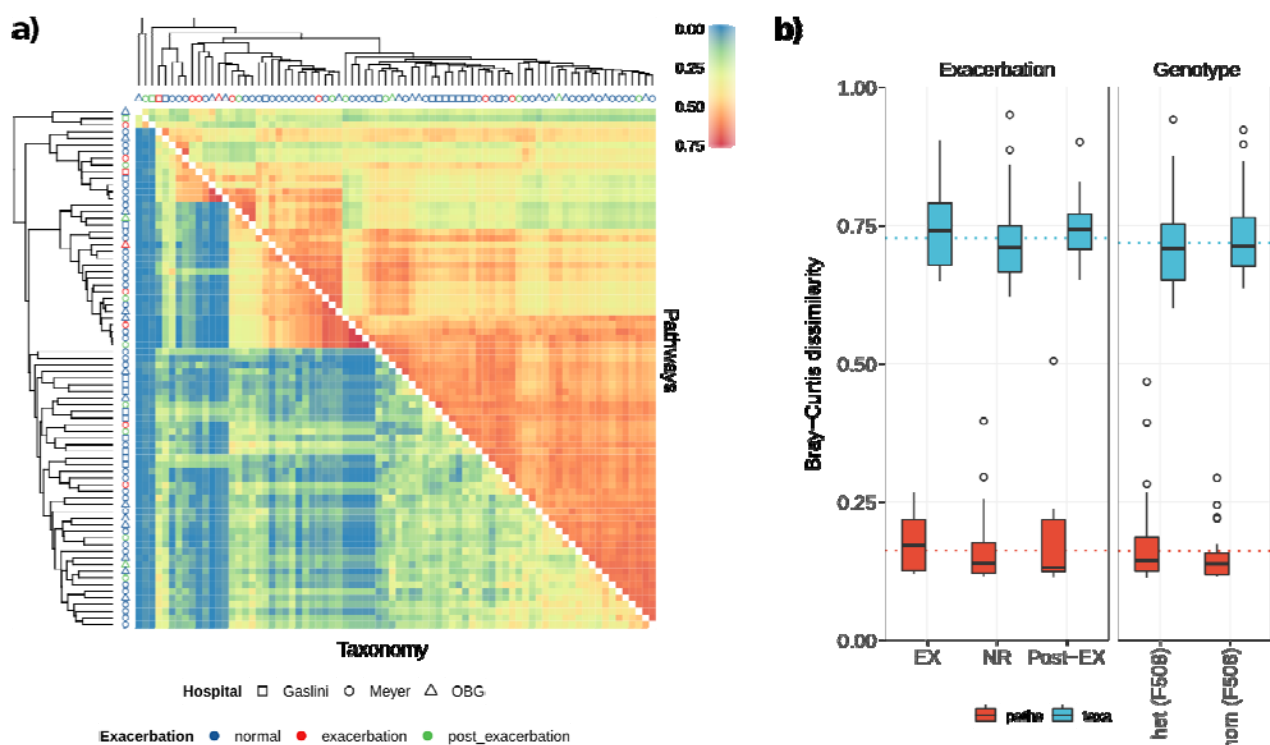 a)
0.00
0.25
0.50
0.75
Pathways
Taxonomy
Hospital Gaslini Meyer OBG
Exacerbation normal exacerbation post_exacerbation
b)
Exacerbation Genotype
Bray-Curtis dissimilarity
1.00
0.75
0.50
0.25
0.00
EX NR Post-EX het (F508) hom (F508)
paths taxa